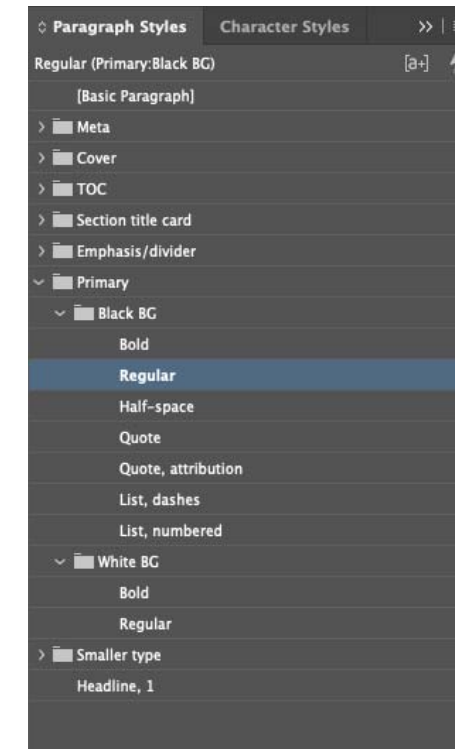 Paragraph Styles Character Styles >>
Regular (Primary:Black BG) [a+]
[Basic Paragraph]
Meta
Cover
TOC
Section title card
Emphasis/divider
Primary
Black BG
Bold
Regular
Half-space
Quote
Quote, attribution
List, dashes
List, numbered
White BG
Bold
Regular
Smaller type
Headline, 1